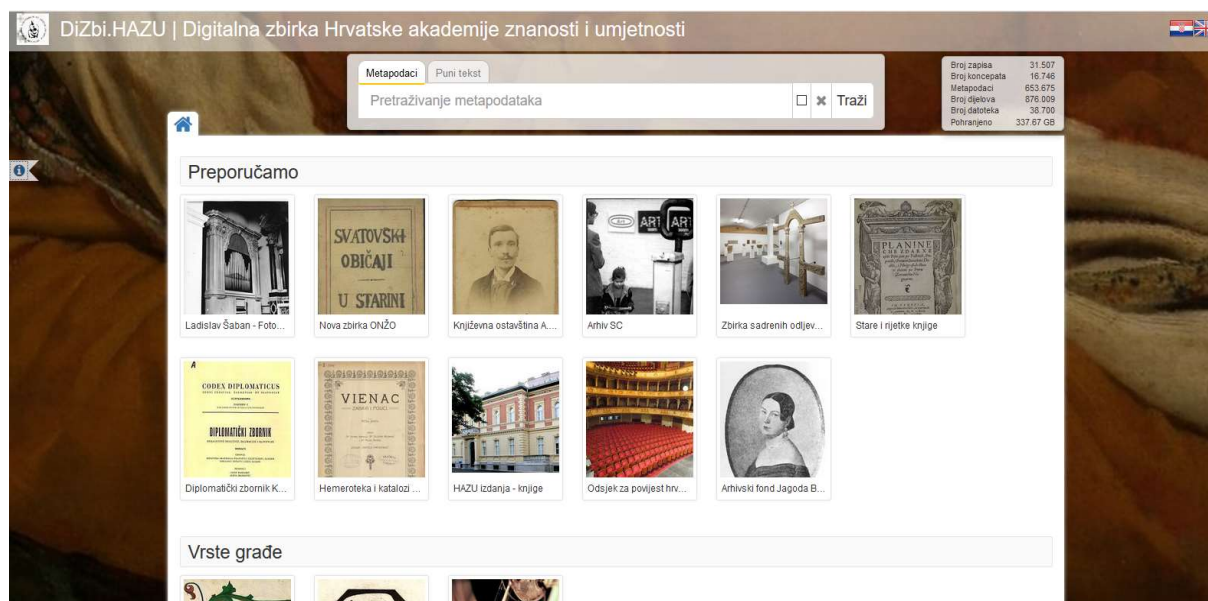 DiZbi.HAZU | Digitalna zbirka Hrvatske akademije znanosti i umjetnosti
Metapodaci Puni tekst
Pretraživanje metapodataka Traži
Broj zapisa 31.507
Broj koncepata 16.746
Metapodaci 653.675
Broj dijelova 876.009
Broj datoteka 38.700
Pohranjeno 337.67 GB
Preporučamo
SVATOVSKI
OBIČAJI
U STARINI
ART ART
PLANINE
Ladislav Šaban - Foto...
Nova zbirka ONŽO
Književna ostavština A....
Arhiv SC
Zbirka sadrenih odljev...
Stare i rijetke knjige
A
CODEX DIPLOMATICUS
DIPLOMATIČKI ZBORNIK
VIENAC
Diplomatički zbornik K...
Hemeroteka i katalozi ...
HAZU izdanja - knjige
Odsjek za povijest hrv...
Arhivski fond Jagoda B...
Vrste građe